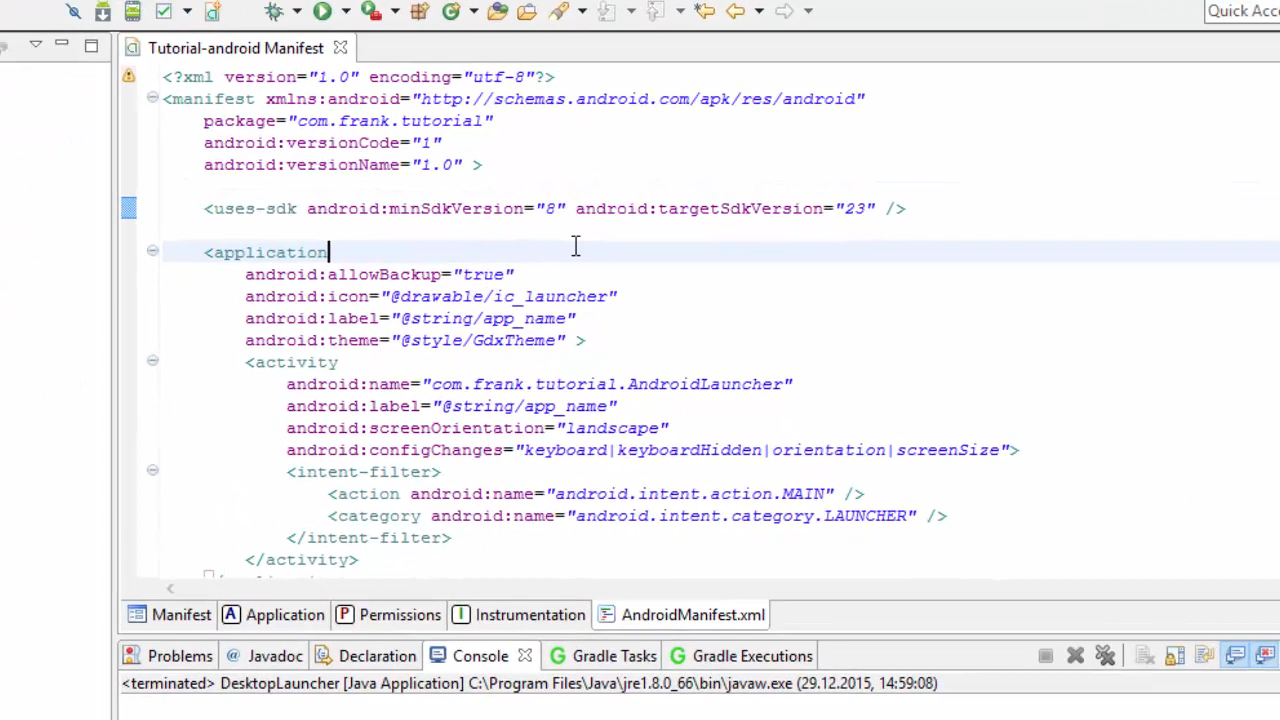 Quick Acce
Tutorial-android Manifest
<?xml version="1.0" encoding="utf-8"?>
<manifest xmlns:android="http://schemas.android.com/apk/res/android"
package="com.frank.tutorial"
android:versionCode="1"
android:versionName="1.0" >
<uses-sdk android:minSdkVersion="8" android:targetSdkVersion="23" />
<application
android:allowBackup="true"
android:icon="@drawable/ic_launcher"
android:label="@string/app_name"
android:theme="@style/GdxTheme" >
<activity
android:name="com.frank.tutorial.AndroidLauncher"
android:label="@string/app_name"
android:screenOrientation="landscape"
android:configChanges="keyboard|keyboardHidden|orientation|screenSize">
<intent-filter>
<action android:name="android.intent.action.MAIN" />
<category android:name="android.intent.category.LAUNCHER" />
</intent-filter>
</activity>
Manifest A Application P Permissions I Instrumentation AndroidManifest.xml
Problems @ Javadoc Declaration Console G Gradle Tasks G Gradle Executions
<terminated> DesktopLauncher [Java Application] C:\Program Files\Java\jre1.8.0_66\bin\javaw.exe (29.12.2015, 14:59:08)